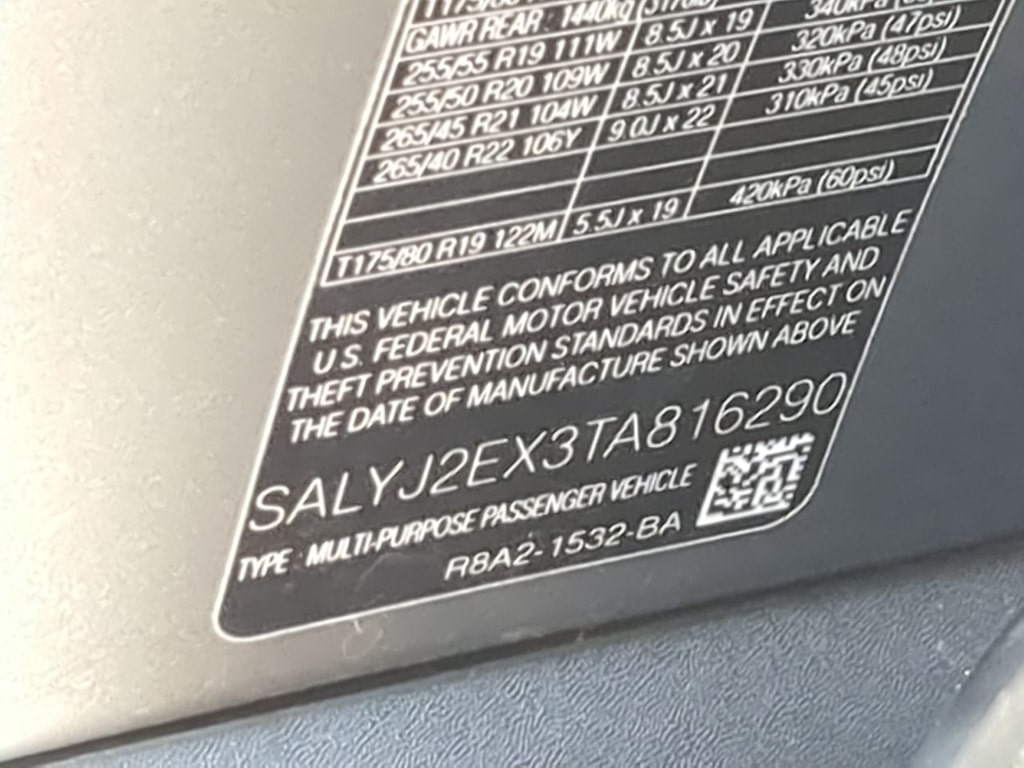 GAWR REAR 1440kg
255/55 R19 111W 8.5J x 19 340kPa
255/50 R20 109W 8.5J x 20 320kPa (47psi)
265/45 R21 104W 8.5J x 21 330kPa (48psi)
265/40 R22 106Y 9.0J x 22 310kPa (45psi)
T175/80 R19 122M 5.5J x 19 420kPa (60psi)
THIS VEHICLE CONFORMS TO ALL APPLICABLE
U.S. FEDERAL MOTOR VEHICLE SAFETY AND
THEFT PREVENTION STANDARDS IN EFFECT ON
THE DATE OF MANUFACTURE SHOWN ABOVE
SALYJ2EX3TA816290
TYPE MULTI-PURPOSE PASSENGER VEHICLE
R8A2-1532-BA